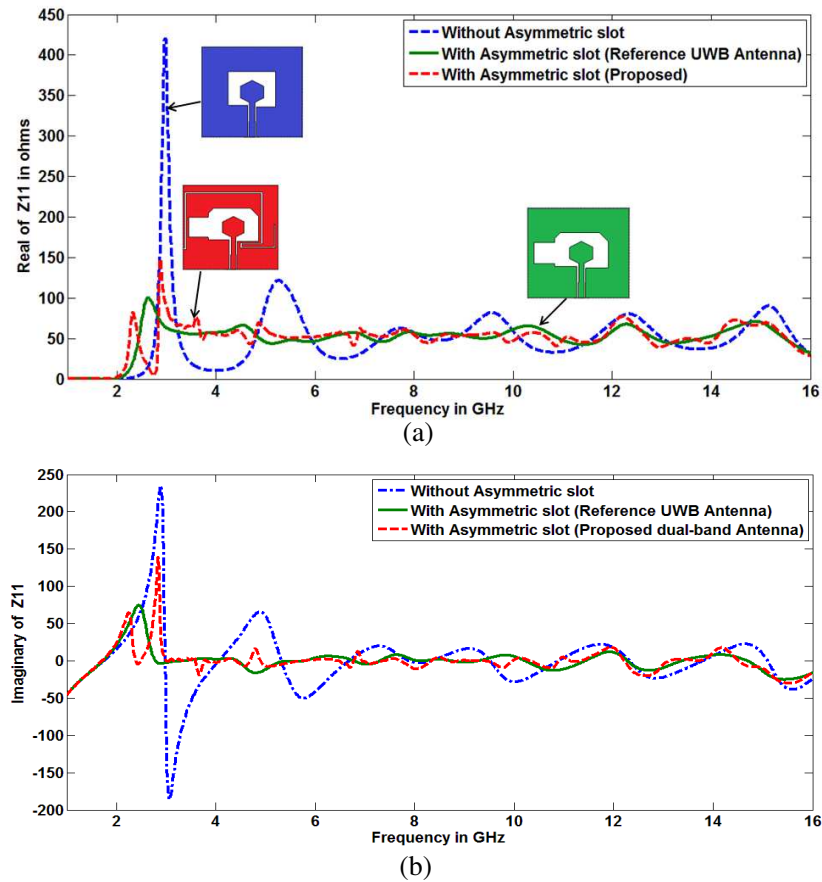 450
400
350
300
250
200
150
100
50
0
Real of Z11 in ohms
Without Asymmetric slot
With Asymmetric slot (Reference UWB Antenna)
With Asymmetric slot (Proposed)
2 4 6 8 10 12 14 16
Frequency in GHz
(a)
250
200
150
100
50
0
-50
-100
-150
-200
Imaginary of Z11
Without Asymmetric slot
With Asymmetric slot (Reference UWB Antenna)
With Asymmetric slot (Proposed dual-band Antenna)
2 4 6 8 10 12 14 16
Frequency in GHz
(b)